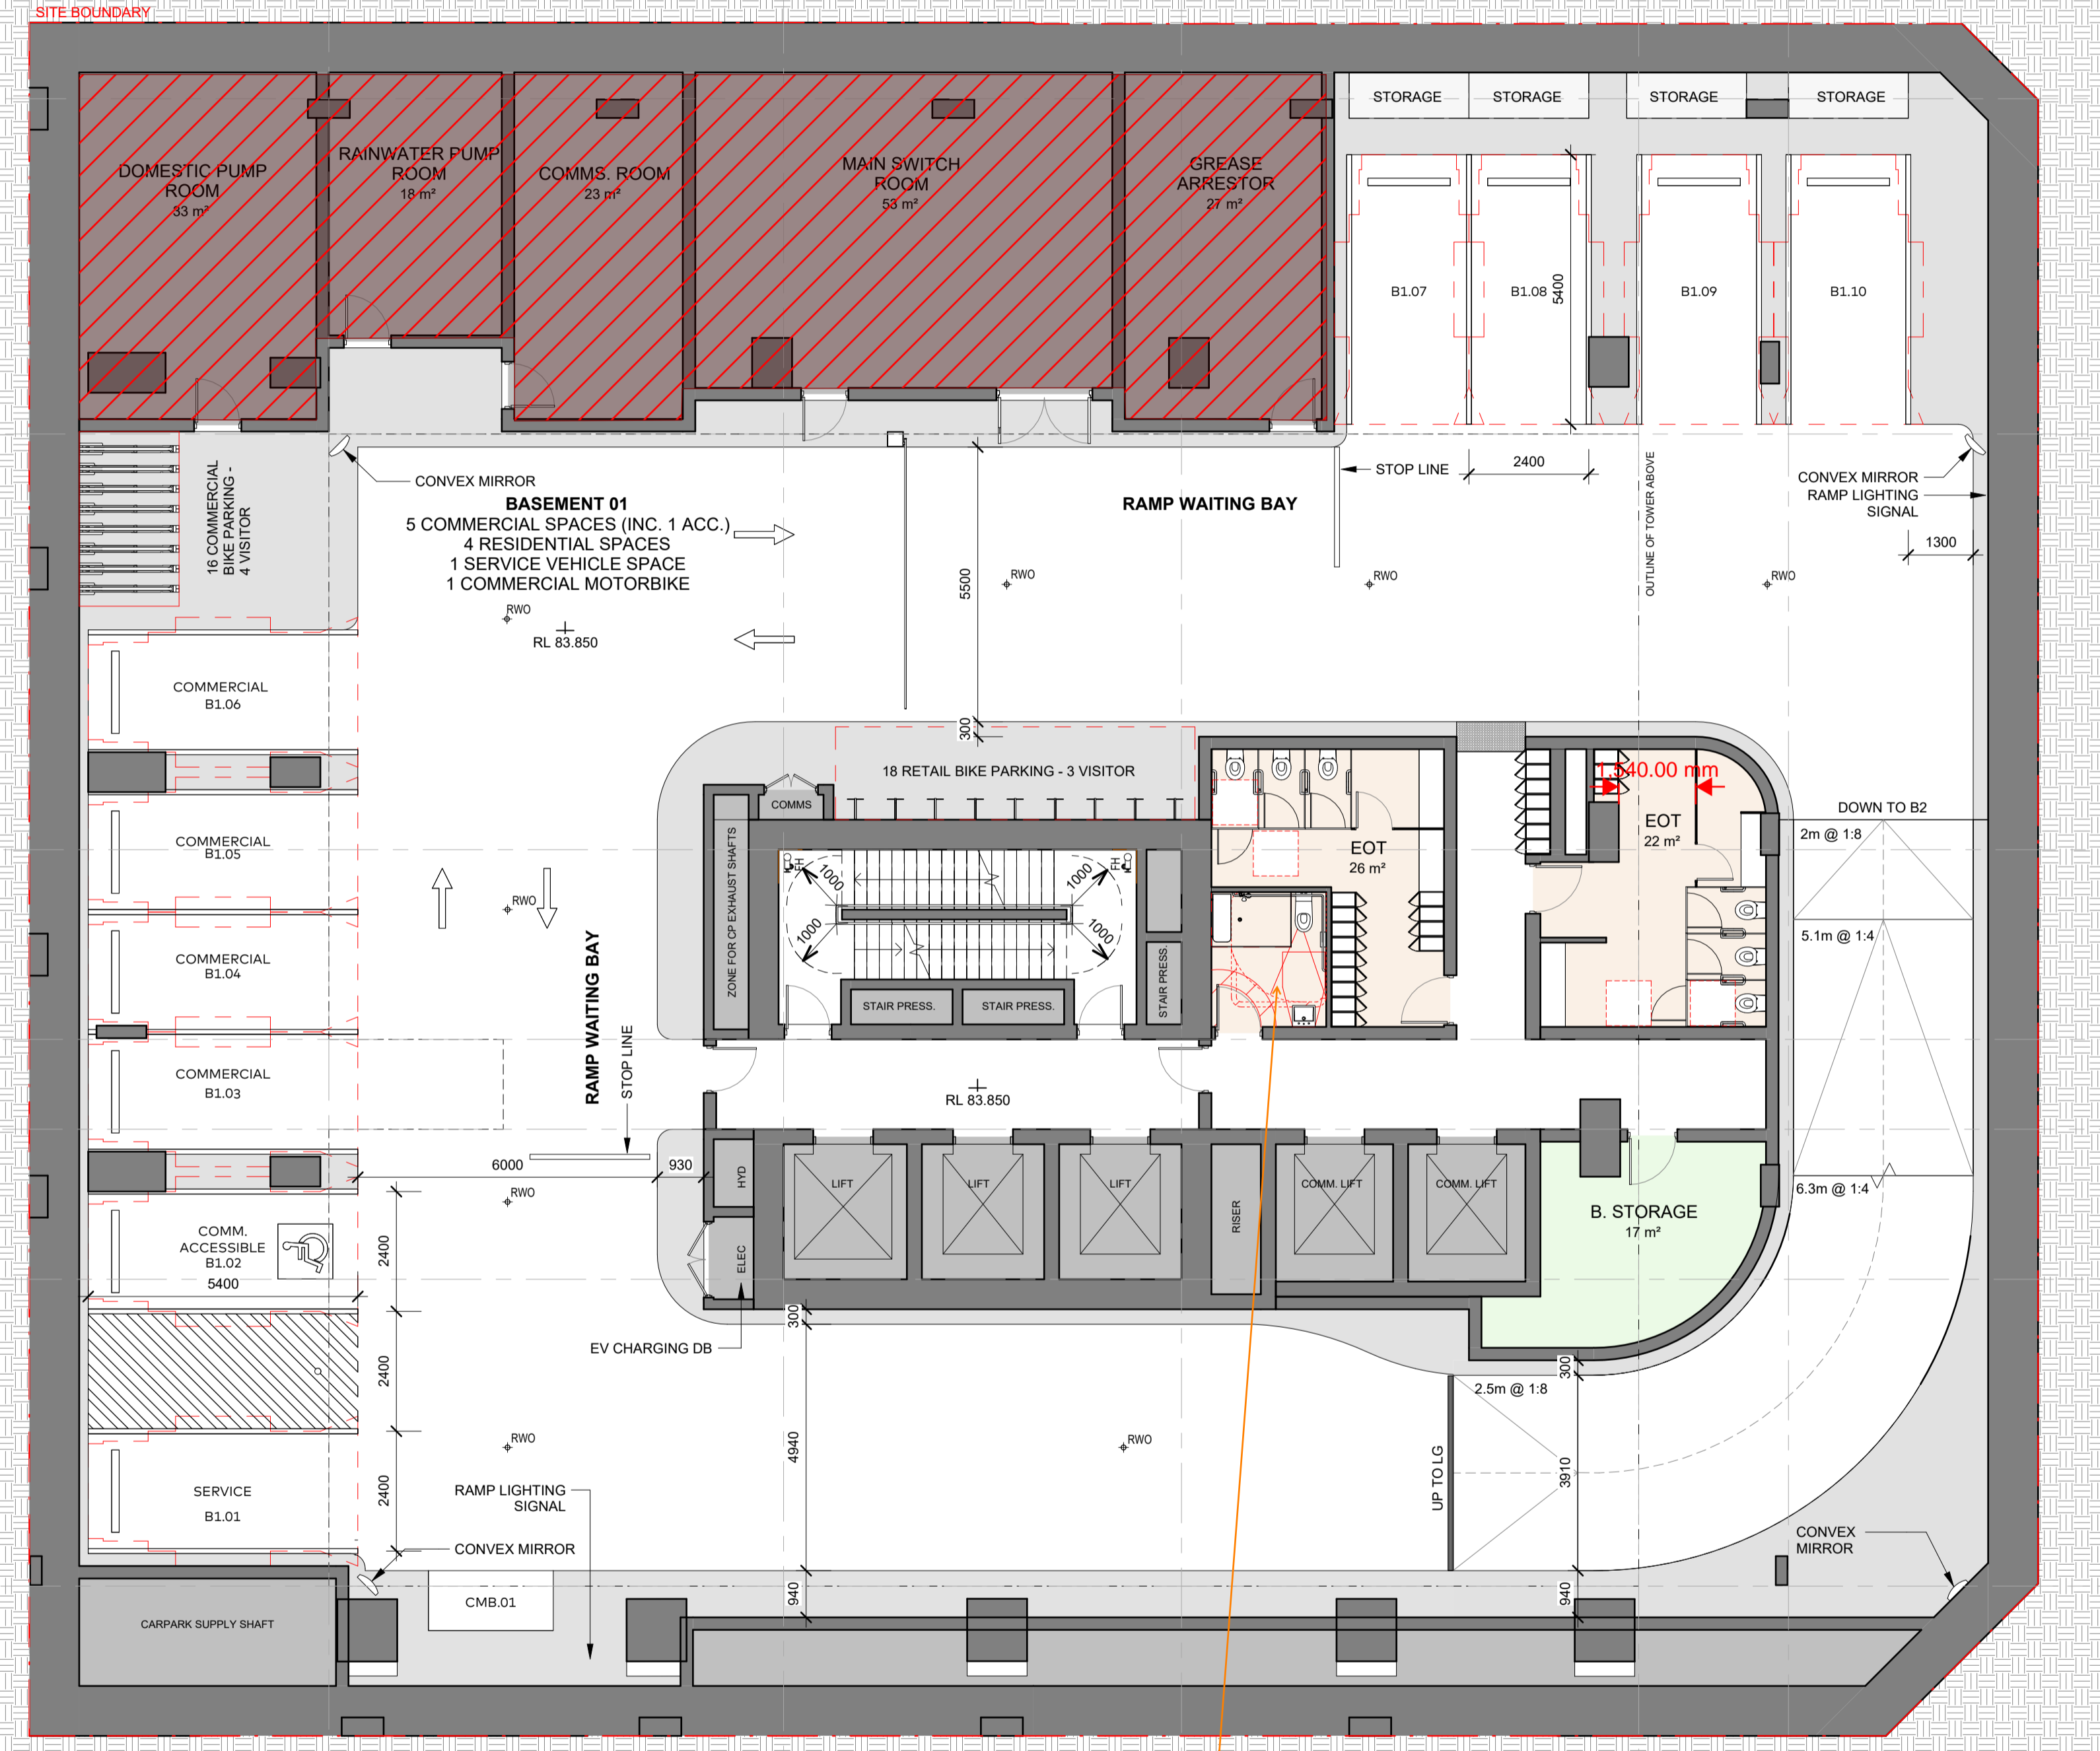 SITE BOUNDARY
DOMESTIC PUMP
ROOM
33 m²
RAINWATER PUMP
ROOM
18 m²
COMMS. ROOM
23 m²
MAIN SWITCH
ROOM
53 m²
GREASE
ARRESTOR
27 m²
STORAGE
STORAGE
STORAGE
STORAGE
B1.07
B1.08
5400
B1.09
B1.10
16 COMMERCIAL
BIKE PARKING -
4 VISITOR
CONVEX MIRROR
BASEMENT 01
5 COMMERCIAL SPACES (INC. 1 ACC.)
4 RESIDENTIAL SPACES
1 SERVICE VEHICLE SPACE
1 COMMERCIAL MOTORBIKE
RWO
RL 83.850
RAMP WAITING BAY
STOP LINE
2400
OUTLINE OF TOWER ABOVE
CONVEX MIRROR
RAMP LIGHTING
SIGNAL
1300
5500
RWO
RWO
RWO
300
COMMERCIAL
B1.06
COMMERCIAL
B1.05
COMMERCIAL
B1.04
COMMERCIAL
B1.03
COMM.
ACCESSIBLE
B1.02
5400
SERVICE
B1.01
18 RETAIL BIKE PARKING - 3 VISITOR
COMMS
ZONE FOR CP EXHAUST SHAFTS
FH
FH
1000
1000
1000
1000
STAIR PRESS.
STAIR PRESS.
STAIR PRESS.
EOT
26 m²
1,540.00 mm
EOT
22 m²
DOWN TO B2
2m @ 1:8
5.1m @ 1:4
6.3m @ 1:4
RWO
RAMP WAITING BAY
STOP LINE
RL 83.850
6000
930
RWO
HYD
ELEC
LIFT
LIFT
LIFT
RISER
COMM. LIFT
COMM. LIFT
B. STORAGE
17 m²
2400
2400
2400
EV CHARGING DB
300
300
2.5m @ 1:8
4940
UP TO LG
3910
RWO
RWO
RAMP LIGHTING
SIGNAL
CONVEX MIRROR
CONVEX
MIRROR
CMB.01
940
940
CARPARK SUPPLY SHAFT